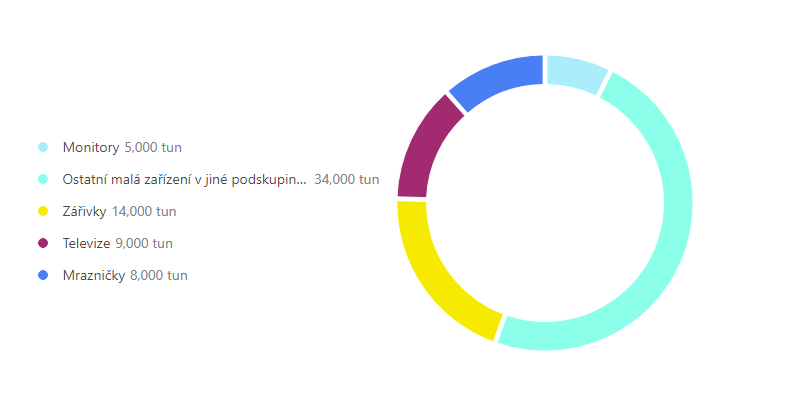 Monitory 5,000 tun
Ostatní malá zařízení v jiné podskupin... 34,000 tun
Zářivky 14,000 tun
Televize 9,000 tun
Mrazničky 8,000 tun